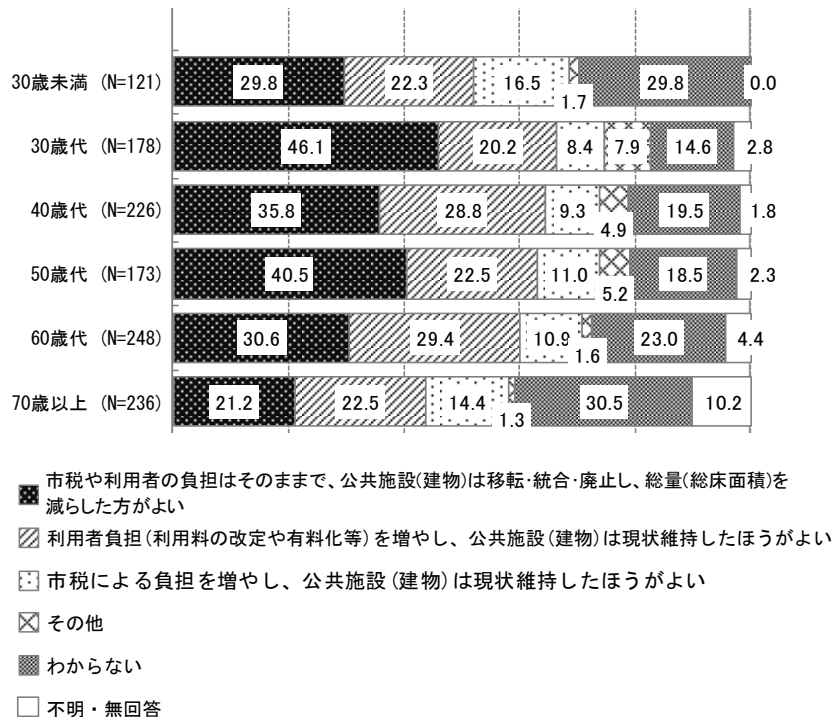 30歳未満 (N=121) 29.8 22.3 16.5 1.7 29.8 0.0
30歳代 (N=178) 46.1 20.2 8.4 7.9 14.6 2.8
40歳代 (N=226) 35.8 28.8 9.3 4.9 19.5 1.8
50歳代 (N=173) 40.5 22.5 11.0 5.2 18.5 2.3
60歳代 (N=248) 30.6 29.4 10.9 1.6 23.0 4.4
70歳以上 (N=236) 21.2 22.5 14.4 1.3 30.5 10.2
市税や利用者の負担はそのままで、公共施設(建物)は移転・統合・廃止し、総量(総床面積)を
減らした方がよい
利用者負担(利用料の改定や有料化等)を増やし、公共施設(建物)は現状維持したほうがよい
市税による負担を増やし、公共施設(建物)は現状維持したほうがよい
その他
わからない
不明・無回答